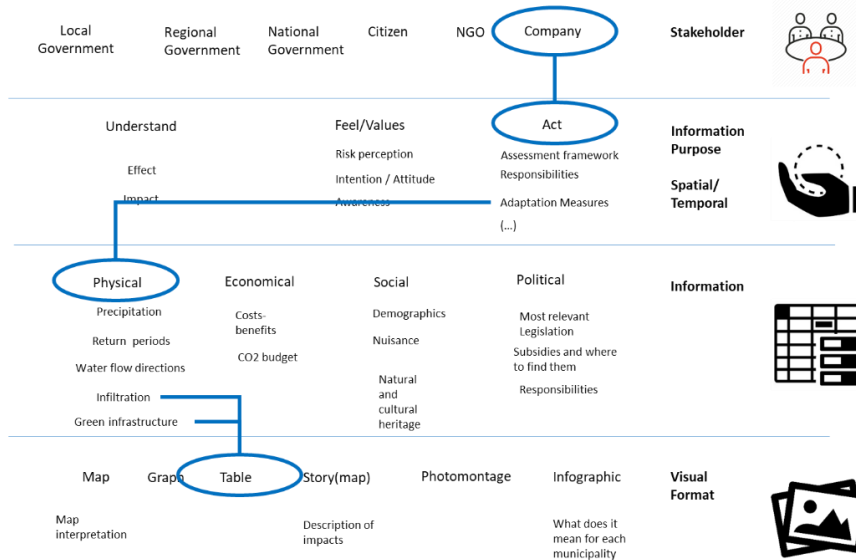 Local
Government
Regional
Government
National
Government
Citizen
NGO
Company
Stakeholder
Understand
Feel/Values
Act
Information
Purpose
Effect
Impact
Risk perception
Intention / Attitude
Awareness
Assessment framework
Responsibilities
Adaptation Measures
(...)
Spatial/
Temporal
Physical
Economical
Social
Political
Information
Precipitation
Return periods
Water flow directions
Infiltration
Green infrastructure
Costs-
benefits
CO2 budget
Demographics
Nuisance
Natural
and
cultural
heritage
Most relevant
Legislation
Subsidies and where
to find them
Responsibilities
Map
Graph
Table
Story(map)
Photomontage
Infographic
Visual
Format
Map
interpretation
Description of
impacts
What does it
mean for each
municipality